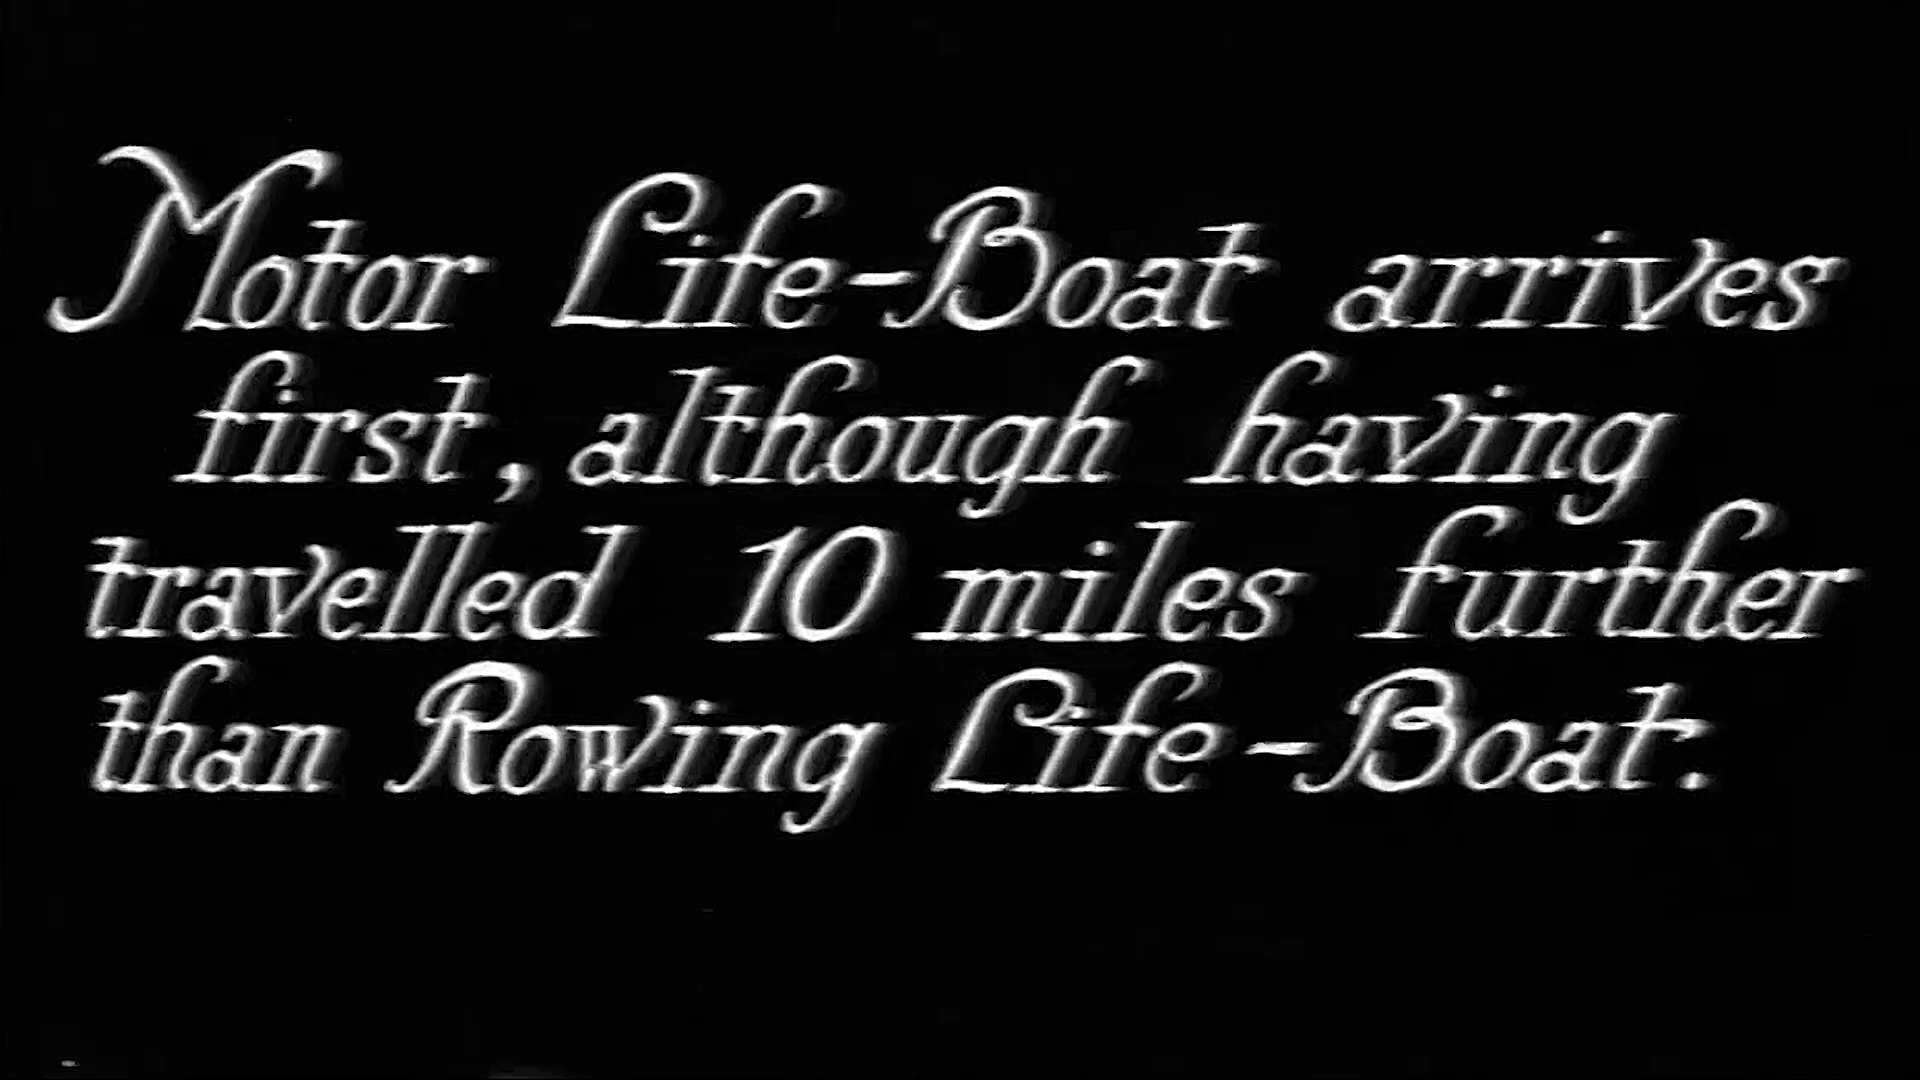 Motor Life-Boat arrives
first, although having
travelled 10 miles further
than Rowing Life-Boat.